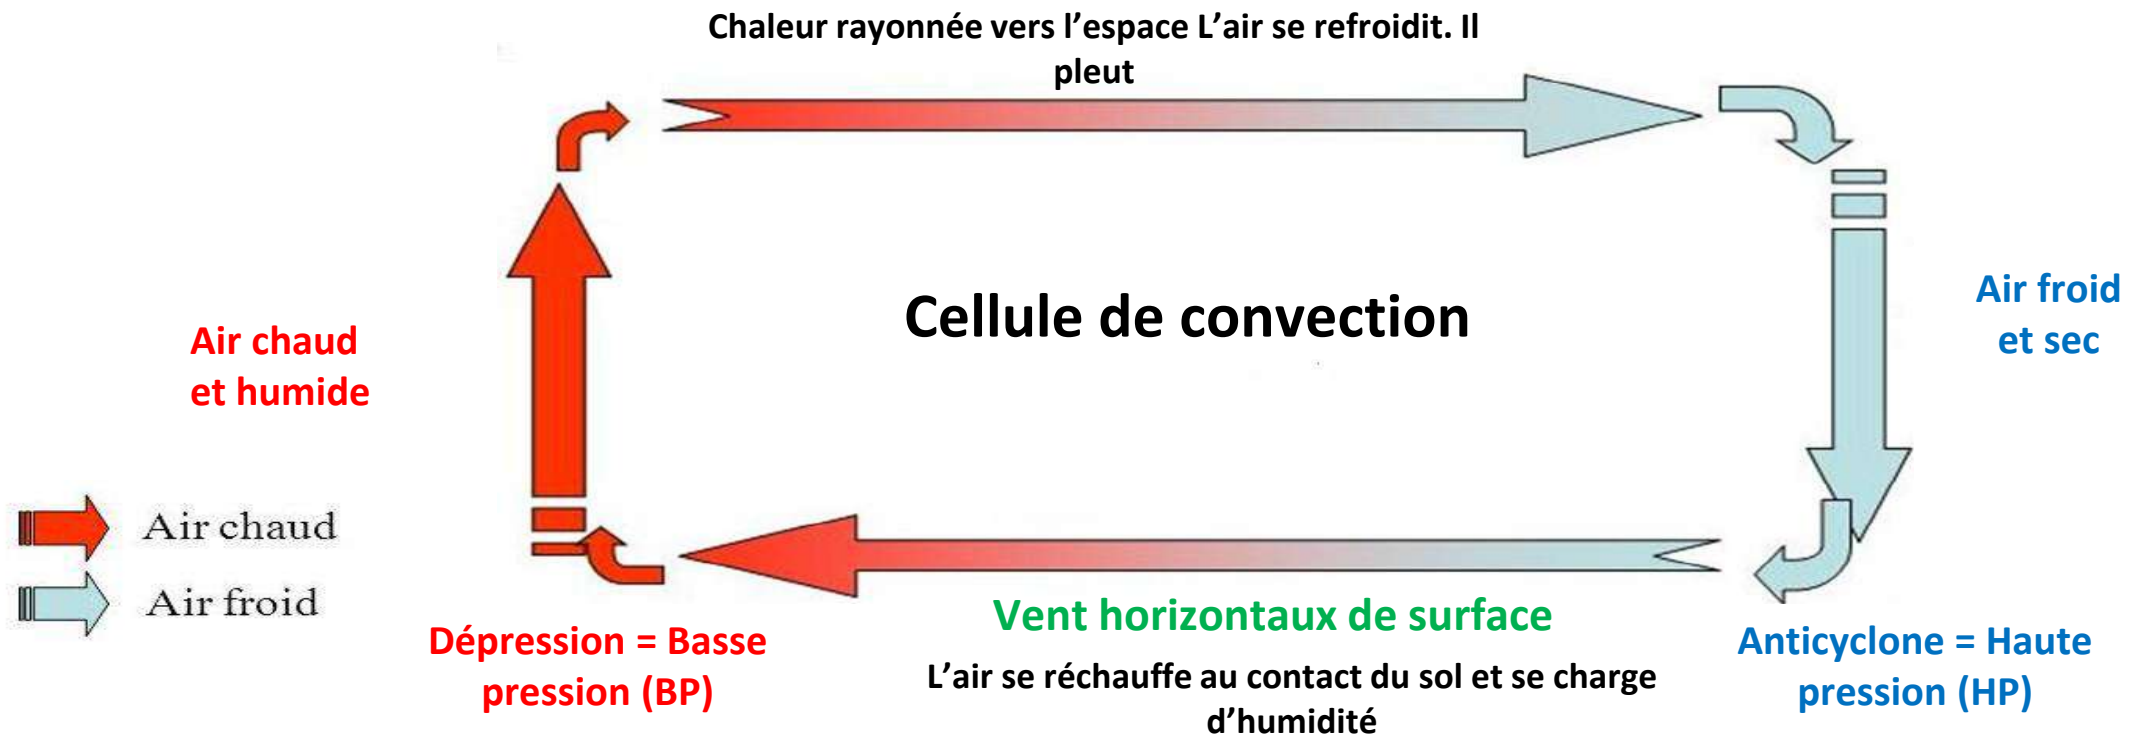 Chaleur rayonnée vers l’espace L’air se refroidit. Il
pleut
Cellule de convection
Air froid
et sec
Air chaud
et humide
Air chaud
Air froid
Vent horizontaux de surface
Dépression = Basse
pression (BP)
L’air se réchauffe au contact du sol et se charge
d’humidité
Anticyclone = Haute
pression (HP)